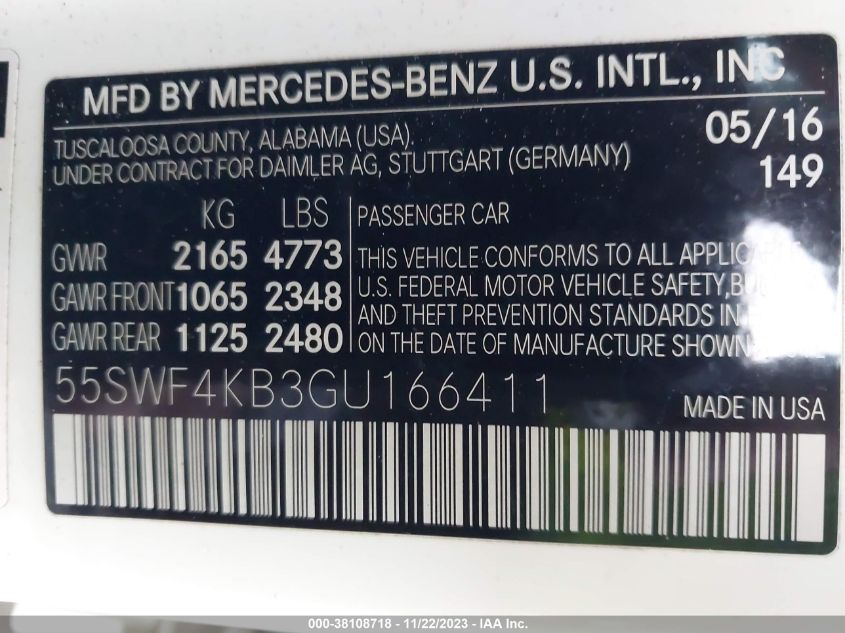 MFD BY MERCEDES-BENZ U.S. INTL., INC
TUSCALOOSA COUNTY, ALABAMA (USA).
UNDER CONTRACT FOR DAIMLER AG, STUTTGART (GERMANY)
05/16
149
KG LBS
GVWR 2165 4773
GAWR FRONT 1065 2348
GAWR REAR 1125 2480
PASSENGER CAR
THIS VEHICLE CONFORMS TO ALL APPLICABLE
U.S. FEDERAL MOTOR VEHICLE SAFETY,
AND THEFT PREVENTION STANDARDS IN
ON THE DATE OF MANUFACTURE SHOWN
55SWF4KB3GU166411
MADE IN USA
000-38108718 - 11/22/2023 - IAA Inc.